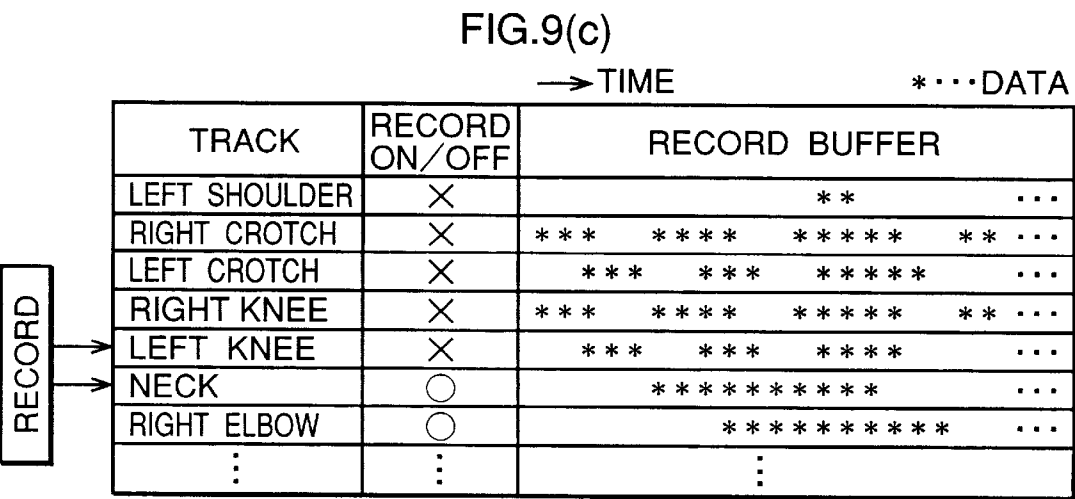 FIG.9(c)
→TIME *···DATA
TRACK RECORD ON/OFF RECORD BUFFER
LEFT SHOULDER × ** ···
RIGHT CROTCH × *** **** ***** ** ···
LEFT CROTCH × *** *** ***** ···
RIGHT KNEE × *** **** ***** ** ···
LEFT KNEE × *** *** **** ···
NECK ○ ********** ···
RIGHT ELBOW ○ ********** ···
⋮ ⋮ ⋮
RECORD